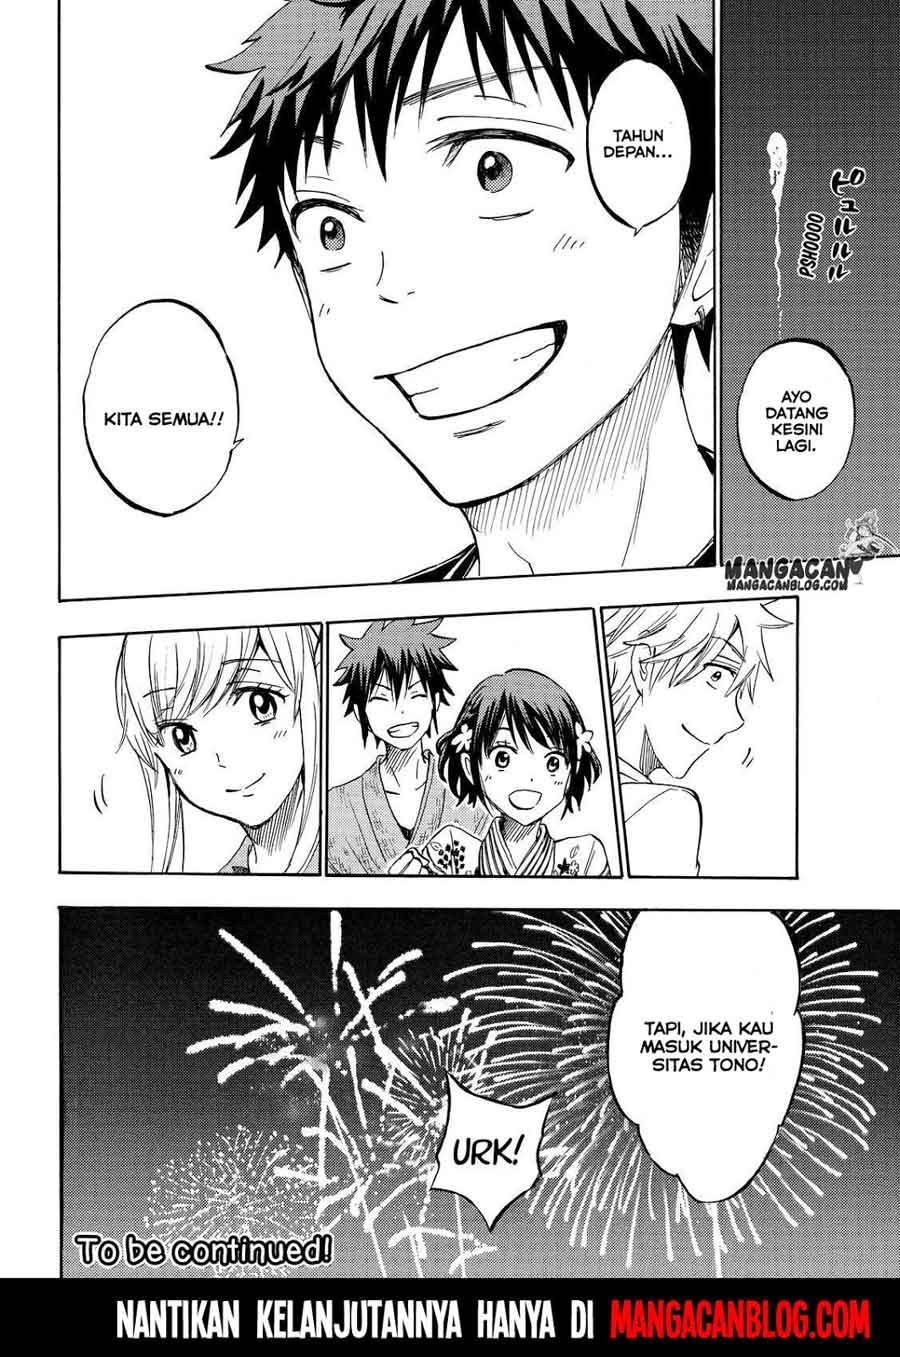 ピュルルル
PSHOOOO
AYO
DATANG
KESINI
LAGI.
TAHUN
DEPAN...
KITA SEMUA!!
MANGACAN
MANGACANBLOG.COM
TAPI, JIKA KAU
MASUK UNIVER-
SITAS TONO!
URK!
To be continued!
NANTIKAN KELANJUTANNYA HANYA DI MANGACANBLOG.COM